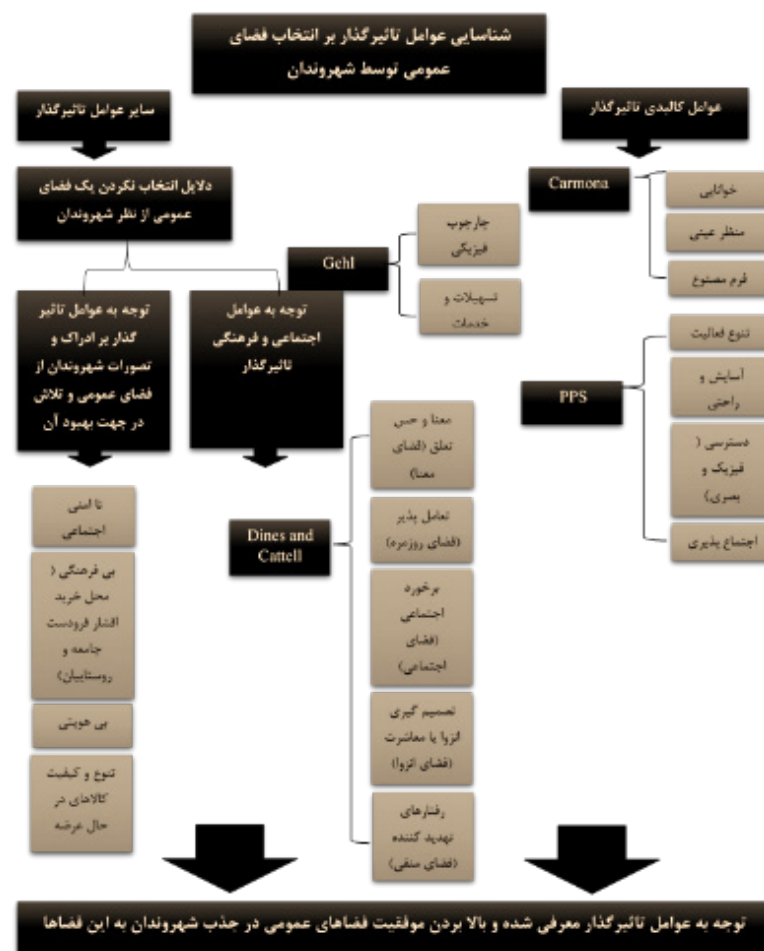 شناسایی عوامل تاثیرگذار بر انتخاب فضای
عمومی توسط شهروندان
عوامل کالبدی تاثیرگذار
Carmona
خوانایی
منظر عینی
فرم مصنوع
Gehl
چارچوب
فیزیکی
تسهیلات و
خدمات
PPS
تنوع فعالیت
آسایش و
راحتی
دسترسی (
فیزیک و
بصری)
اجتماع پذیری
سایر عوامل تاثیرگذار
دلایل انتخاب نکردن یک فضای
عمومی از نظر شهروندان
توجه به عوامل
اجتماعی و فرهنگی
تاثیرگذار
توجه به عوامل تاثیر
گذار بر ادراک و
تصورات شهروندان از
فضای عمومی و تلاش
در جهت بهبود آن
Dines and
Cattell
معنا و حس
تعلق (فضای
معنا)
تعامل پذیر
(فضای روزمره)
برخورد
اجتماعی
(فضای
اجتماعی)
تصمیم گیری
انزوا یا معاشرت
(فضای انزوا)
رفتارهای
تهدید کننده
(فضای منفی)
نا امنی
اجتماعی
بی فرهنگی (
محل خرید
اقشار فرودست
جامعه و
روستاییان)
بی هویتی
تنوع و کیفیت
کالاهای در
حال عرضه
توجه به عوامل تاثیرگذار معرفی شده و بالا بردن موفقیت فضاهای عمومی در جذب شهروندان به این فضاها